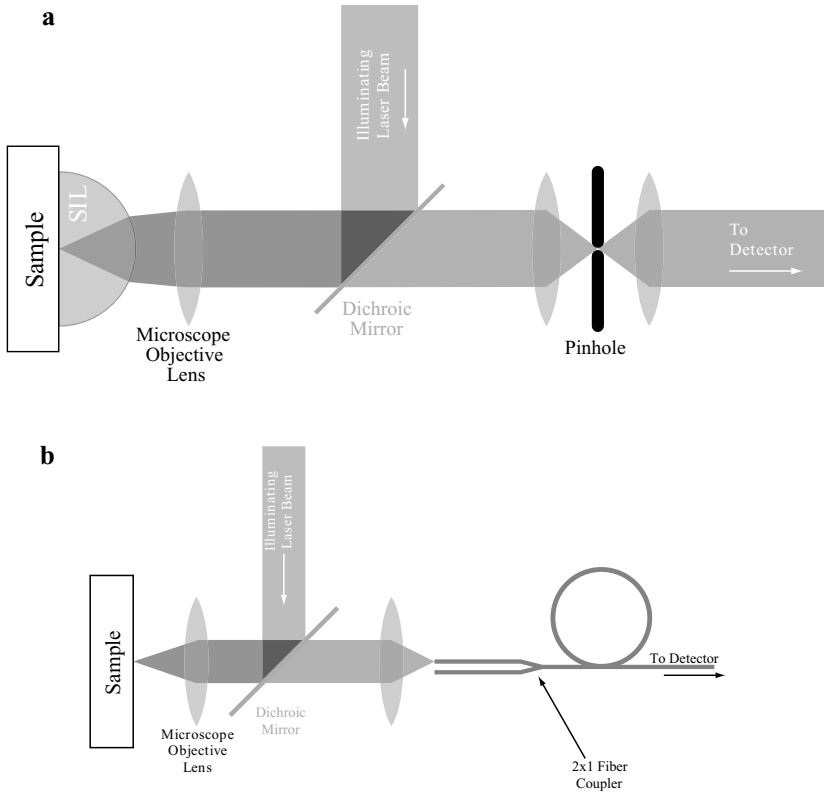 a
Illuminating
Laser Beam
SIL
Sample
To
Detector
Dichroic
Mirror
Microscope
Objective
Lens
Pinhole
b
Illuminating
Laser Beam
Sample
To Detector
Dichroic
Mirror
Microscope
Objective
Lens
2x1 Fiber
Coupler